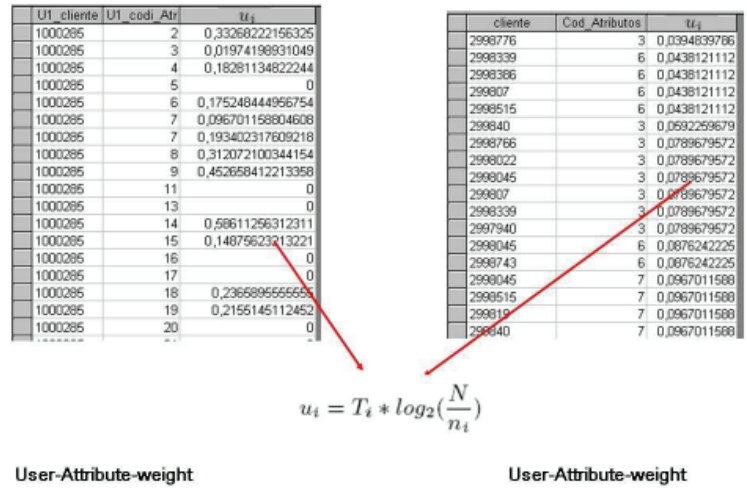 U1_cliente U1_codi_Atr u_i
1000285 2 0,33268222156325
1000285 3 0,01974198931049
1000285 4 0,18281134822244
1000285 5 0
1000285 6 0,175248444956754
1000285 7 0,096701158804608
1000285 7 0,193402317609218
1000285 8 0,312072100344154
1000285 9 0,452658412213358
1000285 11 0
1000285 13 0
1000285 14 0,58611256312311
1000285 15 0,14875623213221
1000285 16 0
1000285 17 0
1000285 18 0,2365895555555
1000285 19 0,2155145112452
1000285 20 0
cliente Cod_Atributos u_i
2998776 3 0,0394839786
2998339 6 0,0438121112
2998386 6 0,0438121112
299807 6 0,0438121112
2998515 6 0,0438121112
299840 3 0,0592259679
2998766 3 0,0789679572
2998022 3 0,0789679572
2998045 3 0,0789679572
299807 3 0,0789679572
2998339 3 0,0789679572
2997940 3 0,0789679572
2998045 6 0,0876242225
2998743 6 0,0876242225
2998045 7 0,0967011588
2998515 7 0,0967011588
299819 7 0,0967011588
299840 7 0,0967011588
u_i = T_i * log_2(N/n_i)
User-Attribute-weight
User-Attribute-weight